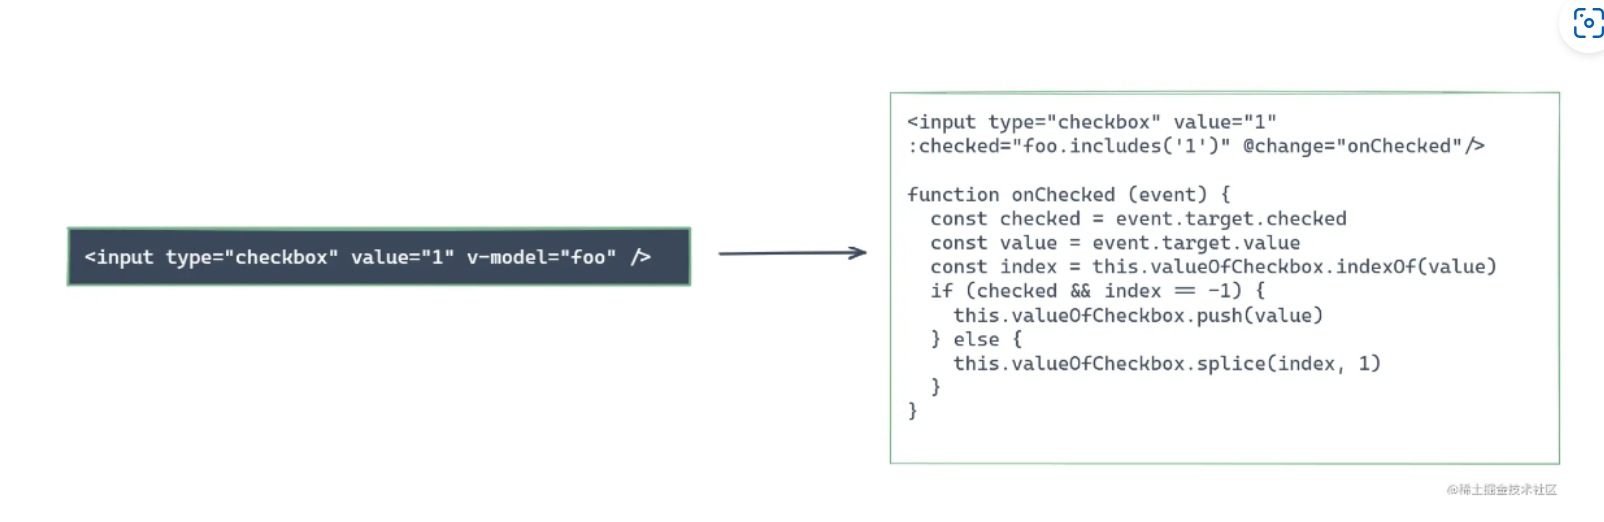 <input type="checkbox" value="1" v-model="foo" />
<input type="checkbox" value="1"
:checked="foo.includes('1')" @change="onChecked"/>
function onChecked (event) {
const checked = event.target.checked
const value = event.target.value
const index = this.valueOfCheckbox.indexOf(value)
if (checked && index == -1) {
this.valueOfCheckbox.push(value)
} else {
this.valueOfCheckbox.splice(index, 1)
}
}
@稀土掘金技术社区